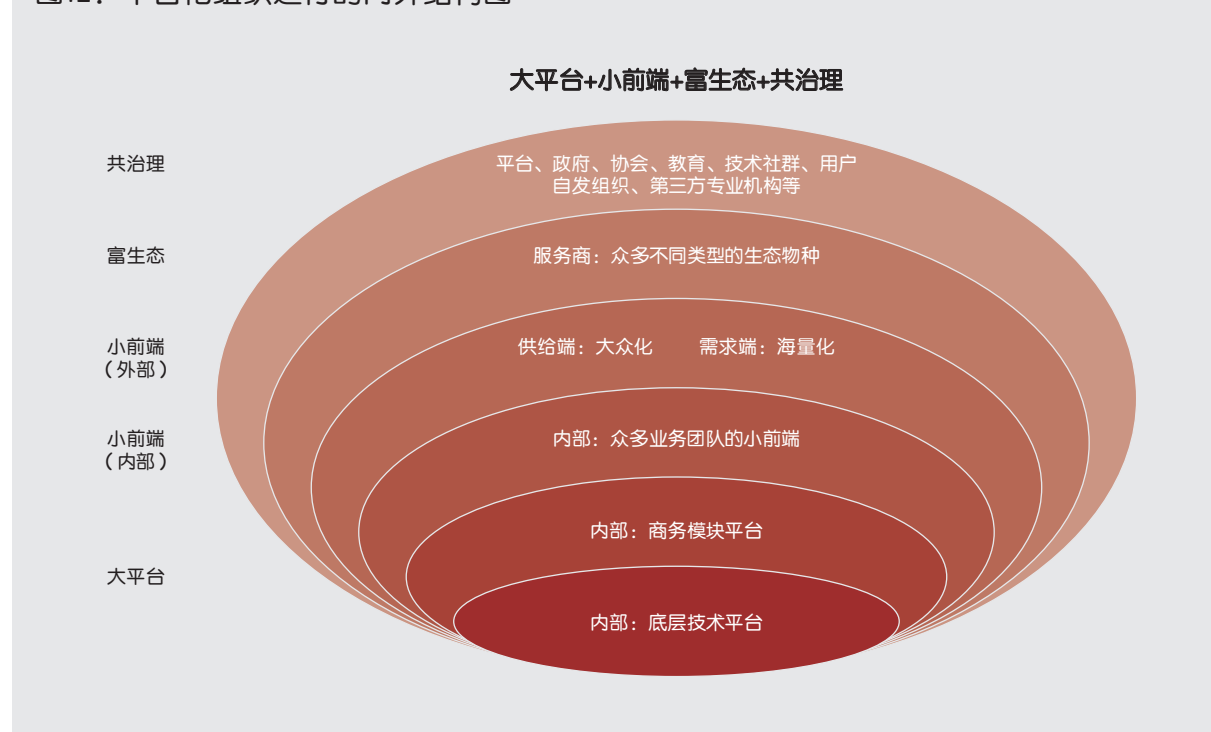 大平台+小前端+富生态+共治理
共治理
平台、政府、协会、教育、技术社群、用户
自发组织、第三方专业机构等
富生态
服务商：众多不同类型的生态物种
小前端
（外部）
供给端：大众化 需求端：海量化
小前端
（内部）
内部：众多业务团队的小前端
内部：商务模块平台
大平台
内部：底层技术平台